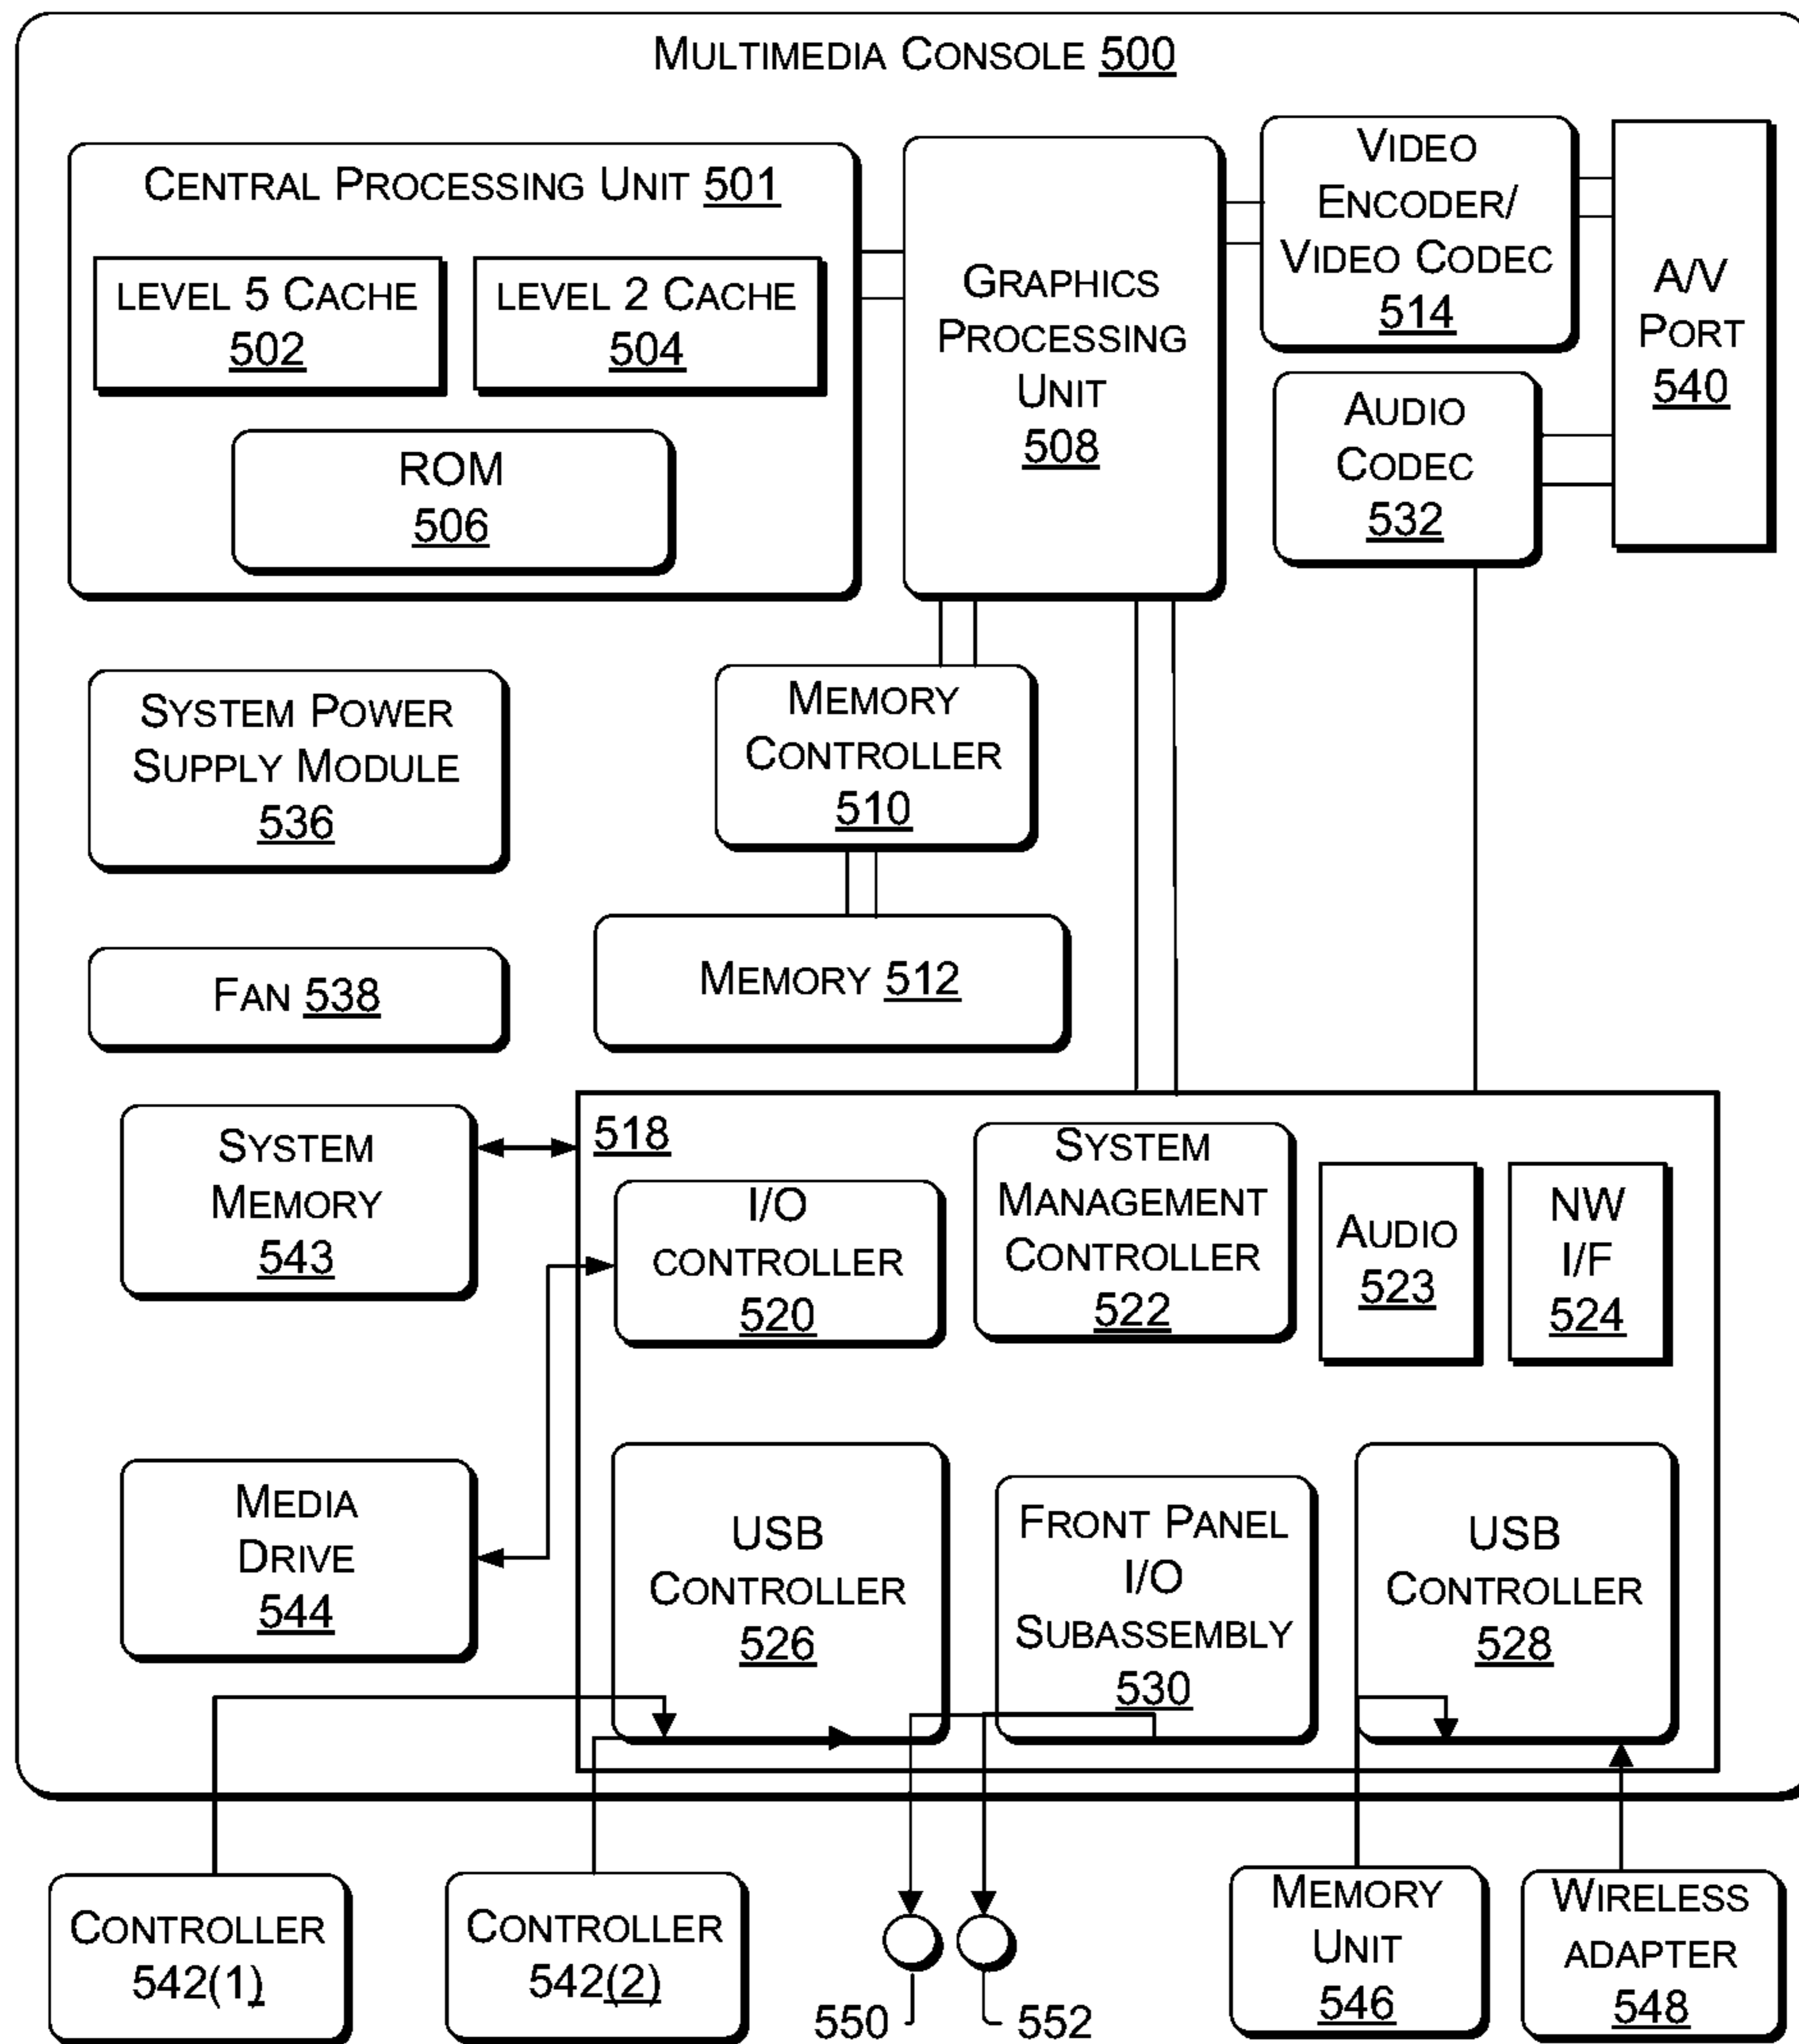 MULTIMEDIA CONSOLE 500
CENTRAL PROCESSING UNIT 501
LEVEL 5 CACHE
502
LEVEL 2 CACHE
504
ROM
506
GRAPHICS
PROCESSING
UNIT
508
VIDEO
ENCODER/
VIDEO CODEC
514
AUDIO
CODEC
532
A/V
PORT
540
SYSTEM POWER
SUPPLY MODULE
536
MEMORY
CONTROLLER
510
FAN 538
MEMORY 512
SYSTEM
MEMORY
543
518
I/O
CONTROLLER
520
SYSTEM
MANAGEMENT
CONTROLLER
522
AUDIO
523
NW
I/F
524
MEDIA
DRIVE
544
USB
CONTROLLER
526
FRONT PANEL
I/O
SUBASSEMBLY
530
USB
CONTROLLER
528
CONTROLLER
542(1)
CONTROLLER
542(2)
550
552
MEMORY
UNIT
546
WIRELESS
ADAPTER
548